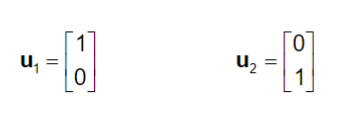 u₁ = [1 0]  u₂ = [0 1]